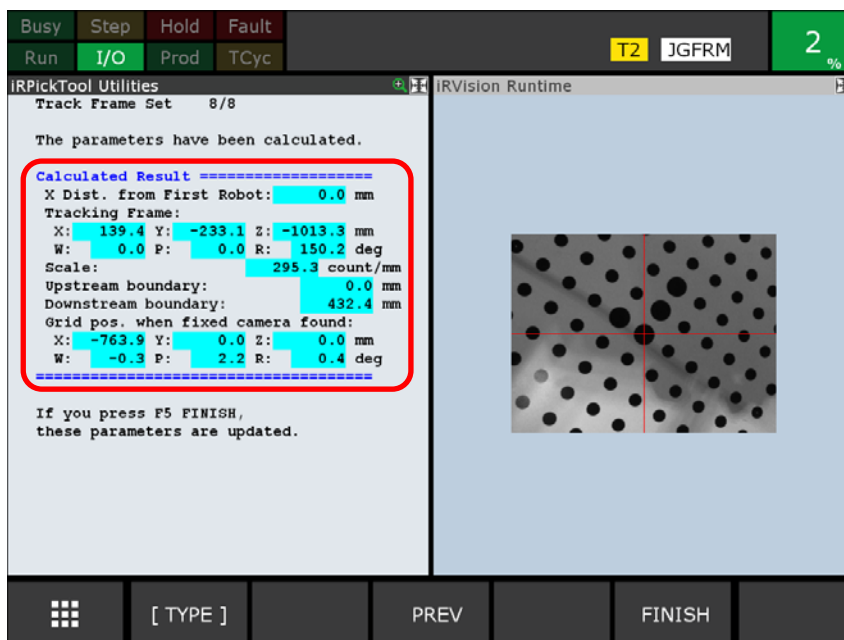 Busy Step Hold Fault
Run I/O Prod TCyc
T2 JGFRM 2 %
iRPickTool Utilities
Track Frame Set 8/8
The parameters have been calculated.
Calculated Result ====================
X Dist. from First Robot: 0.0 mm
Tracking Frame:
X: 139.4 Y: -233.1 Z: -1013.3 mm
W: 0.0 P: 0.0 R: 150.2 deg
Scale: 295.3 count/mm
Upstream boundary: 0.0 mm
Downstream boundary: 432.4 mm
Grid pos. when fixed camera found:
X: -763.9 Y: 0.0 Z: 0.0 mm
W: -0.3 P: 2.2 R: 0.4 deg
=======================================
If you press F5 FINISH,
these parameters are updated.
iRVision Runtime
[ TYPE ] PREV FINISH